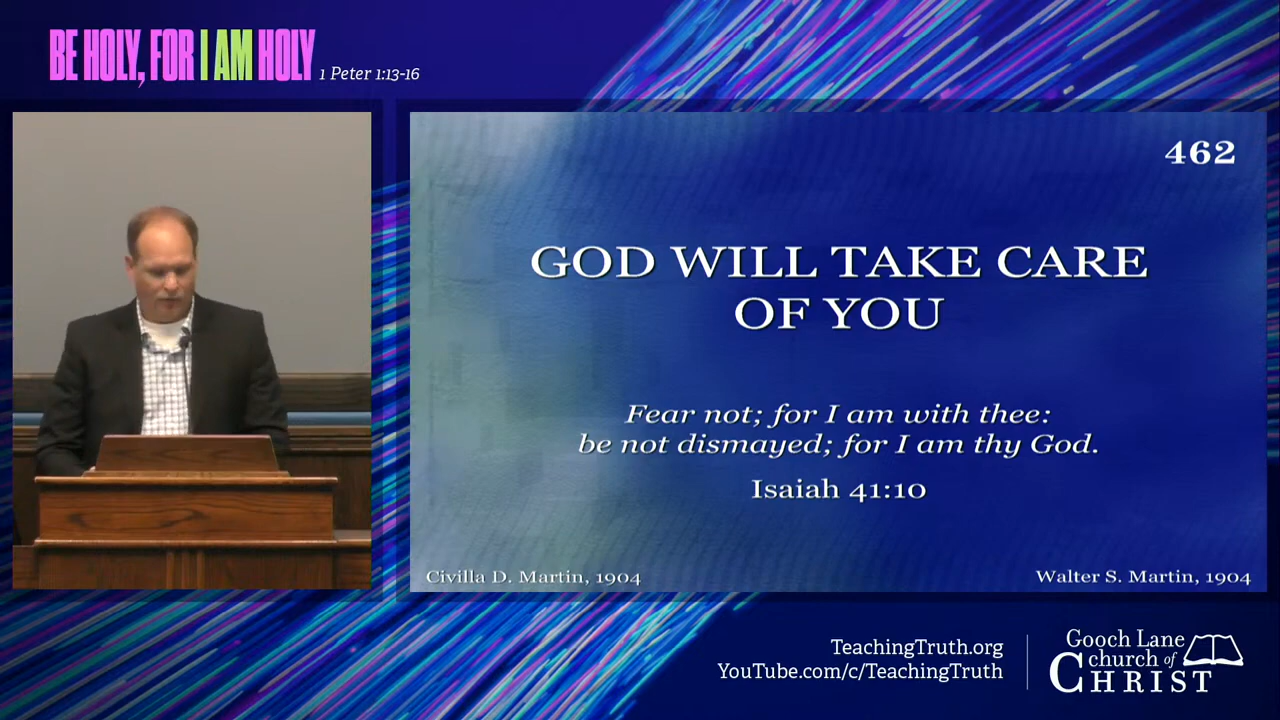 BE HOLY, FOR I AM HOLY 1 Peter 1:13-16
462
GOD WILL TAKE CARE
OF YOU
Fear not; for I am with thee:
be not dismayed; for I am thy God.
Isaiah 41:10
Civilla D. Martin, 1904
Walter S. Martin, 1904
TeachingTruth.org
YouTube.com/c/TeachingTruth
Gooch Lane
church of
CHRIST